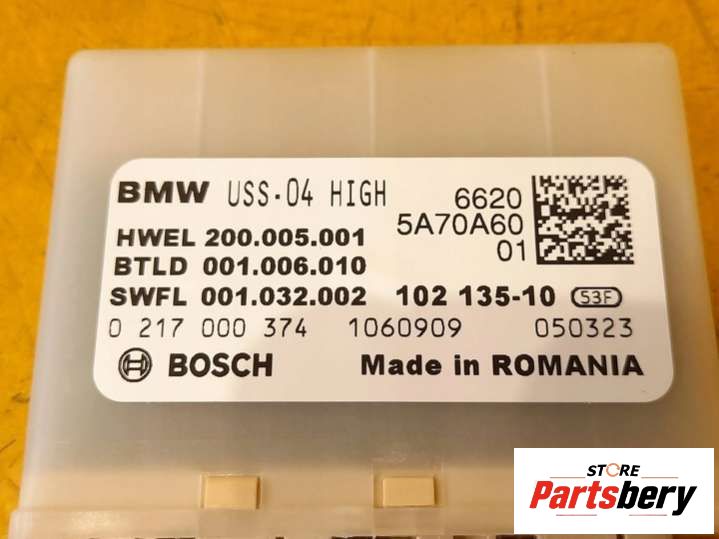 BMW USS-04 HIGH 6620
5A70A60
HWEL 200.005.001 01
BTLD 001.006.010
SWFL 001.032.002 102 135-10 S3F
0 217 000 374 1060909 050323
BOSCH Made in ROMANIA
STORE
Partsbery